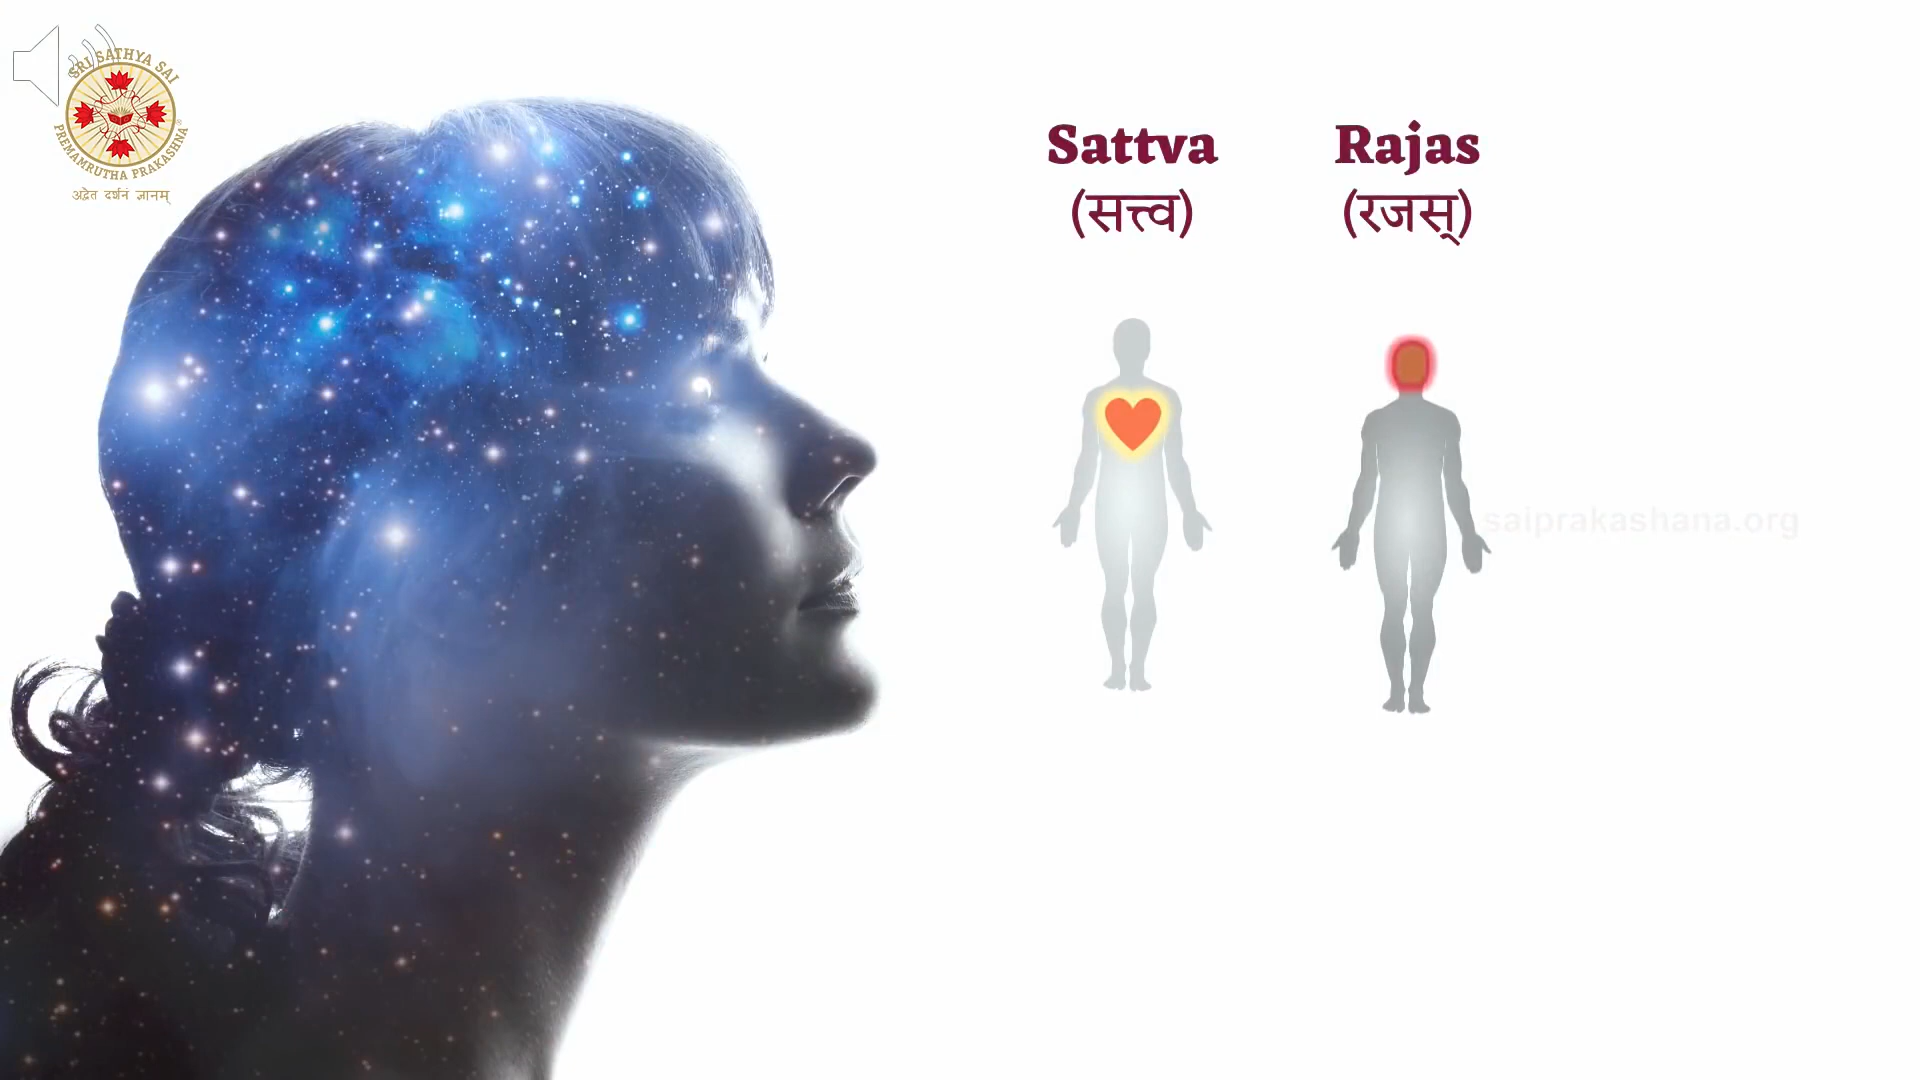 SRI SATHYA SAI
PREMAMRUTHA PRAKASHNA
अद्वैत दर्शनं ज्ञानम्
Sattva
(सत्त्व)
Rajas
(रजस्)
saiprakashana.org